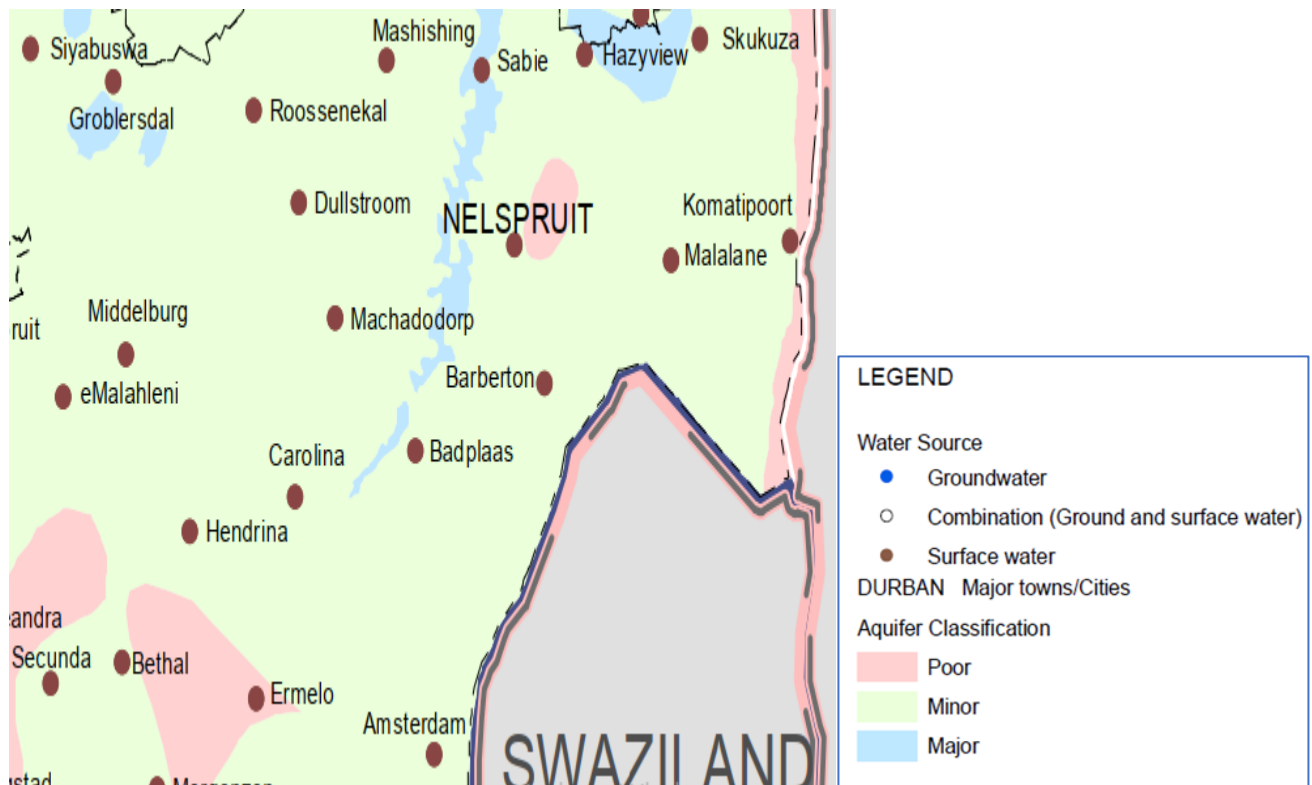 Mashishing
Skukuza
Siyabuswa
Hazyview
Sabie
Groblersdal
Roossenekal
Dullstroom
NELSPRUIT
Komatipoort
Malalane
ruit
Middelburg
Machadodorp
eMalahleni
Barberton
Carolina
Badplaas
Hendrina
eandra
Secunda
Bethal
Ermelo
Amsterdam
SWAZILAND
LEGEND
Water Source
Groundwater
Combination (Ground and surface water)
Surface water
DURBAN Major towns/Cities
Aquifer Classification
Poor
Minor
Major